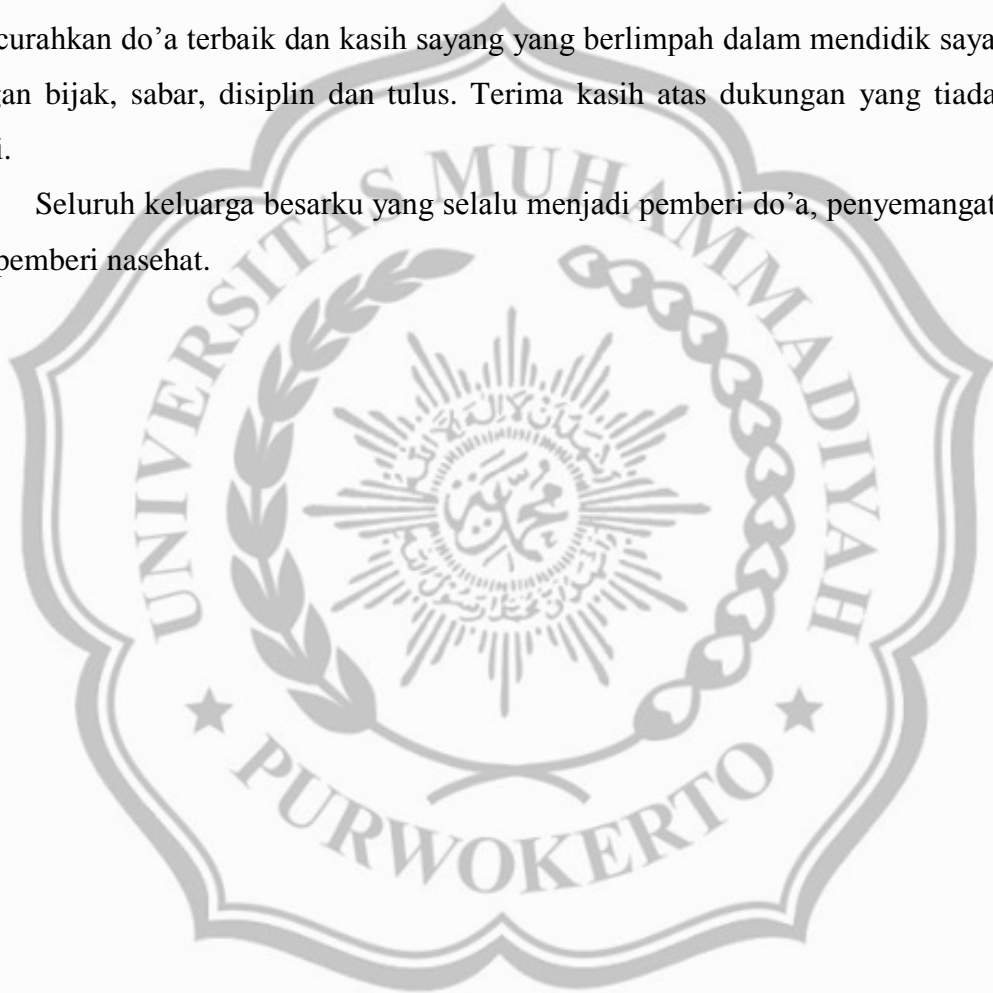 curahkan do’a terbaik dan kasih sayang yang berlimpah dalam mendidik saya
gan bijak, sabar, disiplin dan tulus. Terima kasih atas dukungan yang tiada
i.
Seluruh keluarga besarku yang selalu menjadi pemberi do’a, penyemangat
pemberi nasehat.
UNIVERSITAS MUHAMMADIYAH
PURWOKERTO